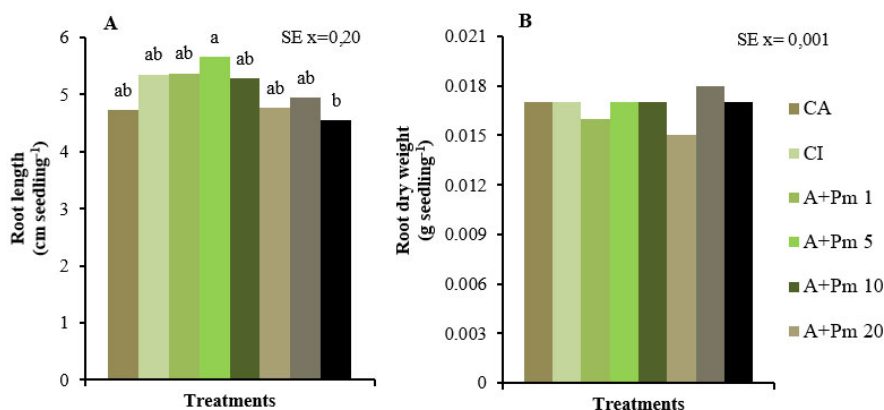 A
SE x=0,20
6
5
4
3
2
1
0
Root length
(cm seedling⁻¹)
ab
ab
ab
a
ab
ab
ab
b
Treatments
B
SE x= 0,001
0.021
0.018
0.015
0.012
0.009
0.006
0.003
0
Root dry weight
(g seedling⁻¹)
Treatments
CA
CI
A+Pm 1
A+Pm 5
A+Pm 10
A+Pm 20